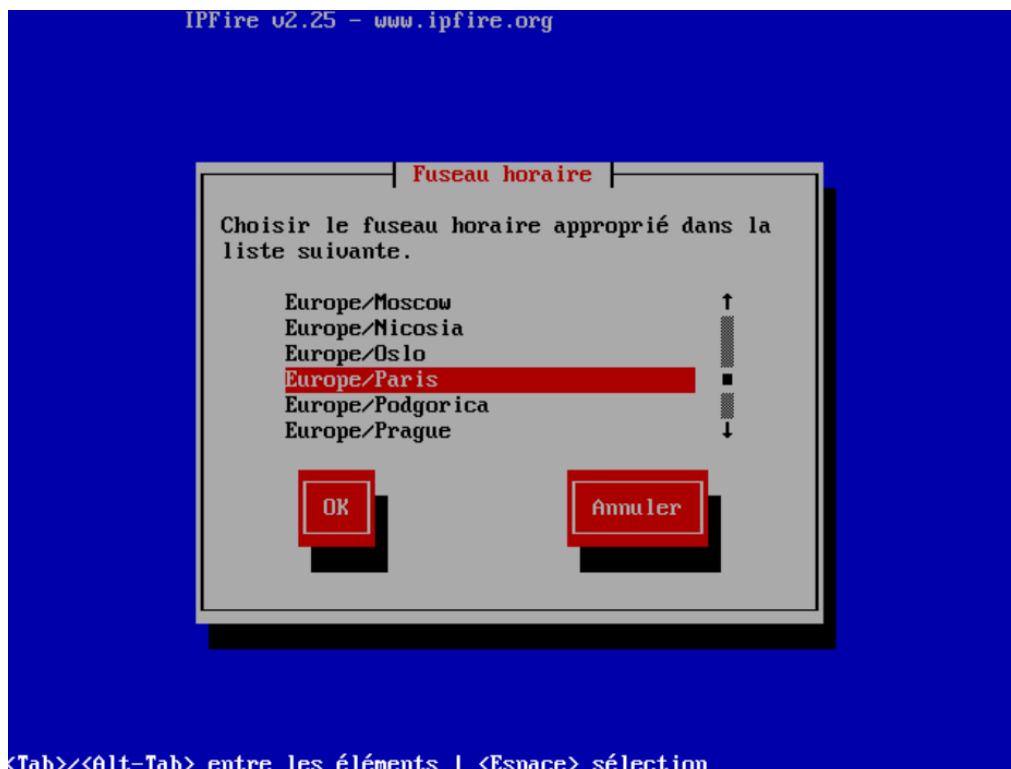 IPFire v2.25 - www.ipfire.org
Fuseau horaire
Choisir le fuseau horaire approprié dans la
liste suivante.
Europe/Moscow
Europe/Nicosia
Europe/Oslo
Europe/Paris
Europe/Podgorica
Europe/Prague
OK Annuler
<Tab>/<Alt-Tab> entre les éléments | <Espace> sélection